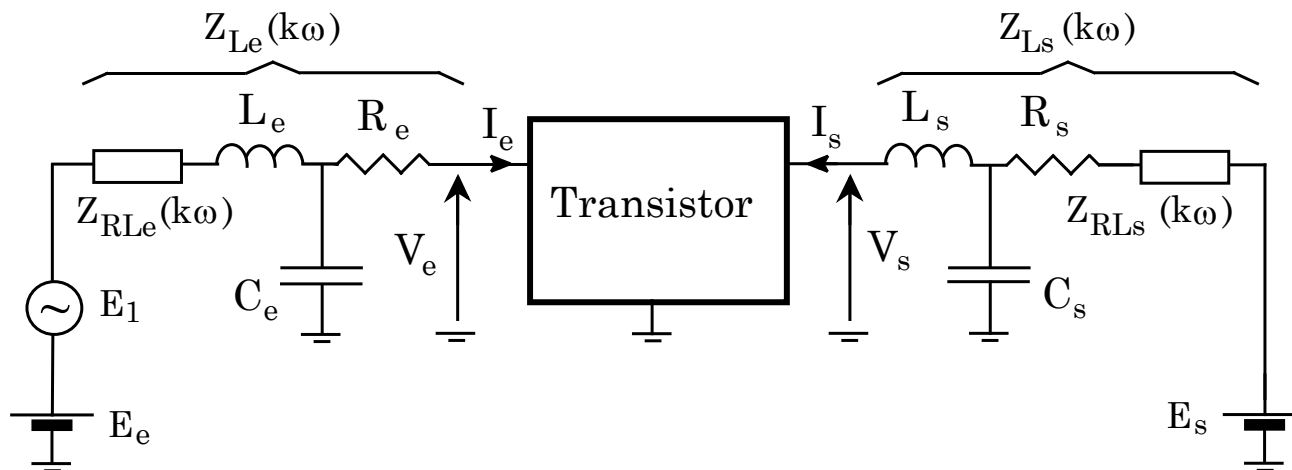 Z_Le(kω) Z_Ls(kω)
L_e R_e I_e I_s L_s R_s
Z_RLe(kω) Transistor Z_RLs (kω)
V_e V_s
C_e C_s
E_1
E_e E_s